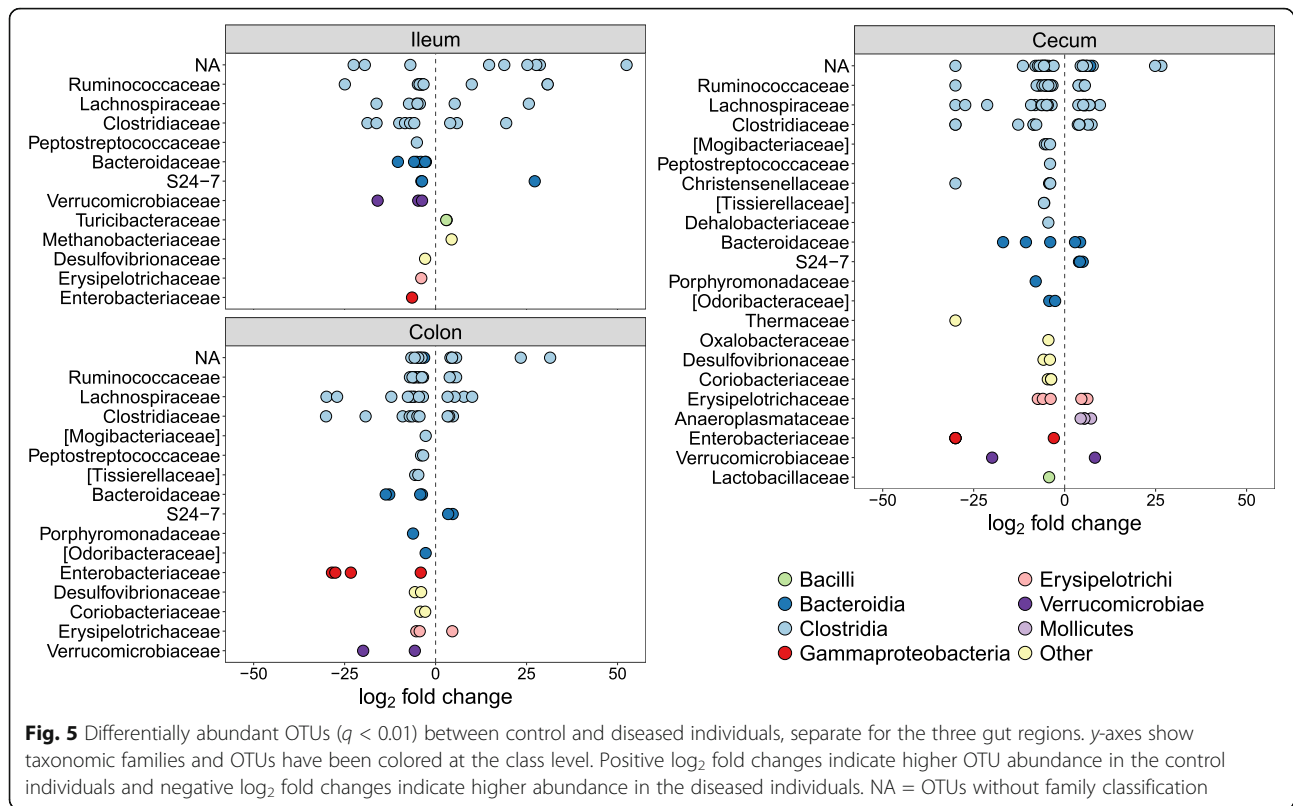 Ileum
NA
Ruminococcaceae
Lachnospiraceae
Clostridiaceae
Peptostreptococcaceae
Bacteroidaceae
S24−7
Verrucomicrobiaceae
Turicibacteraceae
Methanobacteriaceae
Desulfovibrionaceae
Erysipelotrichaceae
Enterobacteriaceae
Colon
NA
Ruminococcaceae
Lachnospiraceae
Clostridiaceae
[Mogibacteriaceae]
Peptostreptococcaceae
[Tissierellaceae]
Bacteroidaceae
S24−7
Porphyromonadaceae
[Odoribacteraceae]
Enterobacteriaceae
Desulfovibrionaceae
Coriobacteriaceae
Erysipelotrichaceae
Verrucomicrobiaceae
−50 −25 0 25 50
log₂ fold change
Cecum
NA
Ruminococcaceae
Lachnospiraceae
Clostridiaceae
[Mogibacteriaceae]
Peptostreptococcaceae
Christensenellaceae
[Tissierellaceae]
Dehalobacteriaceae
Bacteroidaceae
S24−7
Porphyromonadaceae
[Odoribacteraceae]
Thermaceae
Oxalobacteraceae
Desulfovibrionaceae
Coriobacteriaceae
Erysipelotrichaceae
Anaeroplasmataceae
Enterobacteriaceae
Verrucomicrobiaceae
Lactobacillaceae
−50 −25 0 25 50
log₂ fold change
Bacilli
Bacteroidia
Clostridia
Gammaproteobacteria
Erysipelotrichi
Verrucomicrobiae
Mollicutes
Other
Fig. 5 Differentially abundant OTUs (q < 0.01) between control and diseased individuals, separate for the three gut regions. y-axes show
taxonomic families and OTUs have been colored at the class level. Positive log₂ fold changes indicate higher OTU abundance in the control
individuals and negative log₂ fold changes indicate higher abundance in the diseased individuals. NA = OTUs without family classification